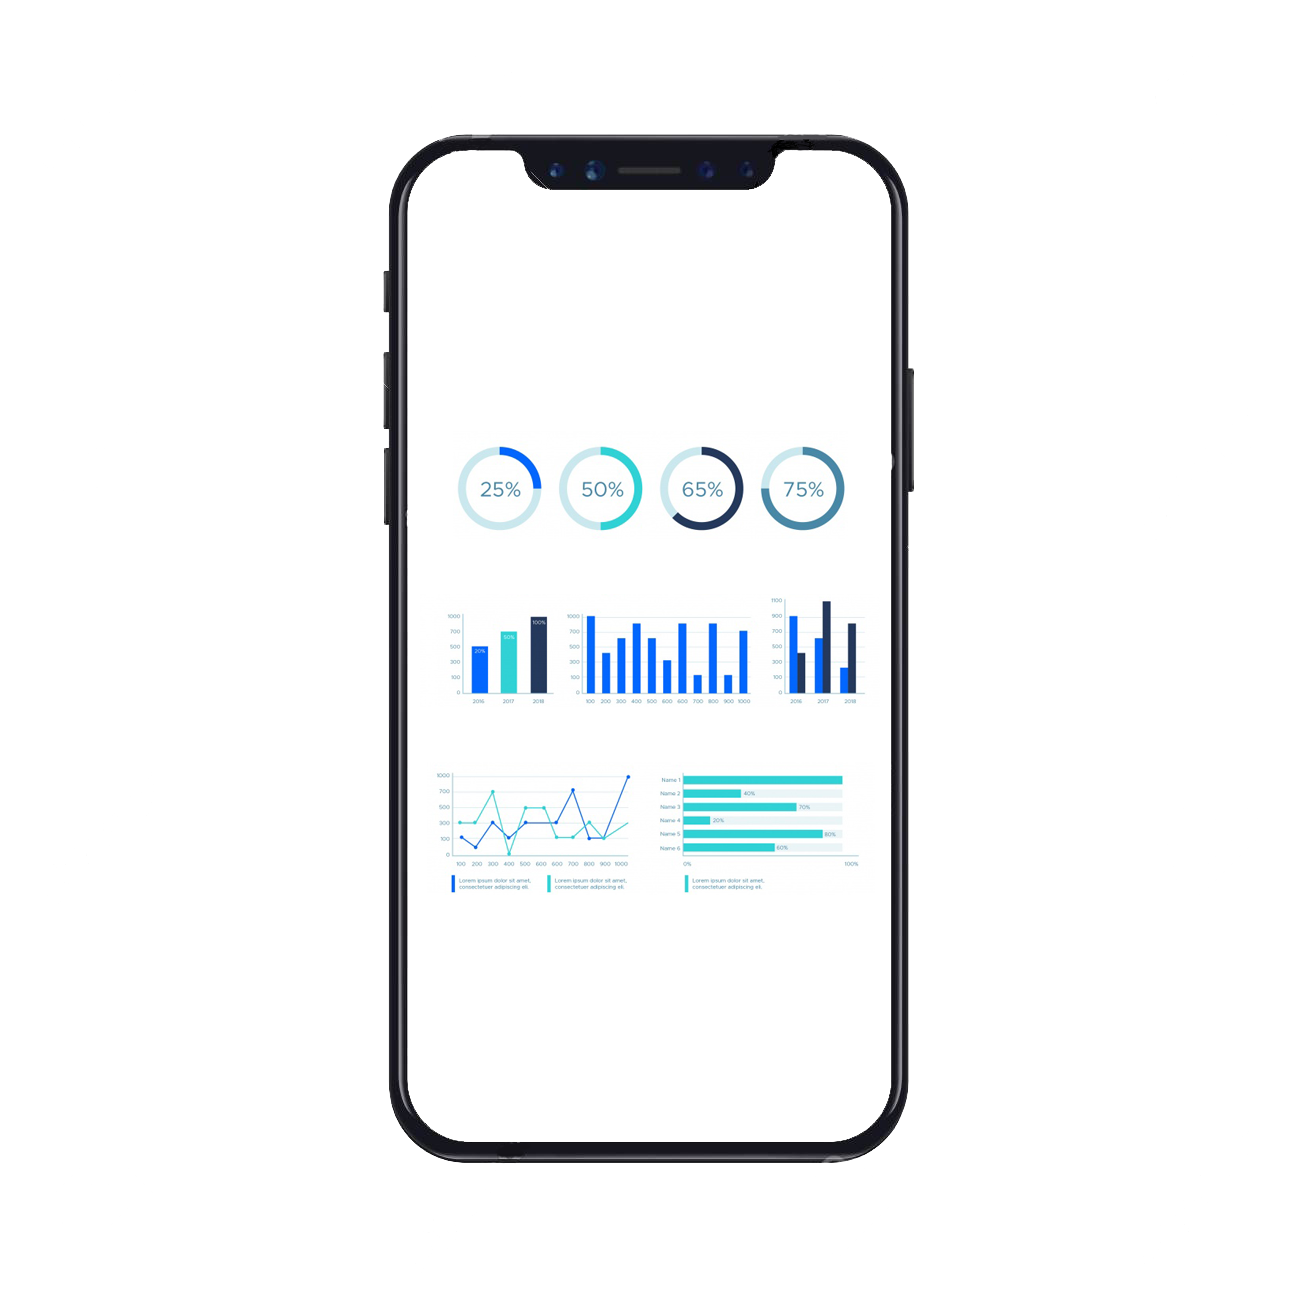 25% 50% 65% 75%
1000
700
500
300
100
0
20%
50%
100%
2016 2017 2018
1000
700
500
300
100
0
100 200 300 400 500 600 600 700 800 900 1000
1100
900
700
500
300
100
0
2016 2017 2018
1000
700
500
300
100
0
100 200 300 400 500 600 600 700 800 900 1000
Lorem ipsum dolor sit amet,
consectetuer adipiscing eli.
Lorem ipsum dolor sit amet,
consectetuer adipiscing eli.
Name 1
Name 2 40%
Name 3 70%
Name 4 20%
Name 5 80%
Name 6 60%
0% 100%
Lorem ipsum dolor sit amet,
consectetuer adipiscing eli.